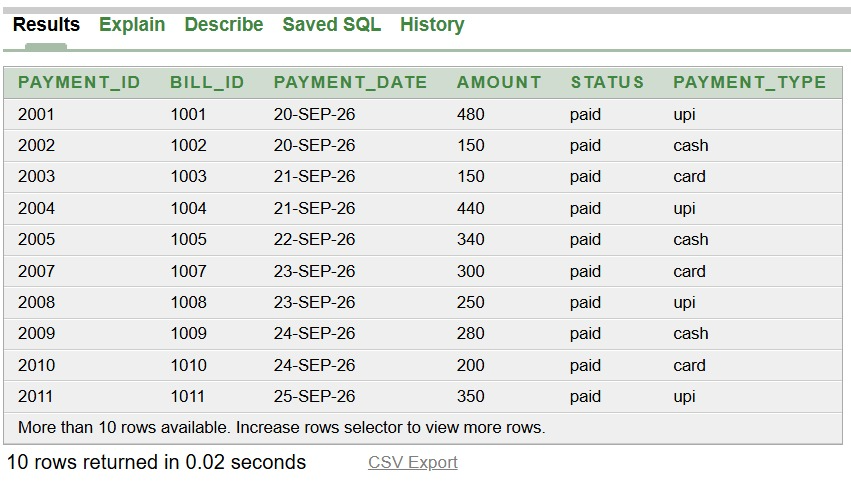 Results Explain Describe Saved SQL History
PAYMENT_ID BILL_ID PAYMENT_DATE AMOUNT STATUS PAYMENT_TYPE
2001 1001 20-SEP-26 480 paid upi
2002 1002 20-SEP-26 150 paid cash
2003 1003 21-SEP-26 150 paid card
2004 1004 21-SEP-26 440 paid upi
2005 1005 22-SEP-26 340 paid cash
2007 1007 23-SEP-26 300 paid card
2008 1008 23-SEP-26 250 paid upi
2009 1009 24-SEP-26 280 paid cash
2010 1010 24-SEP-26 200 paid card
2011 1011 25-SEP-26 350 paid upi
More than 10 rows available. Increase rows selector to view more rows.
10 rows returned in 0.02 seconds CSV Export